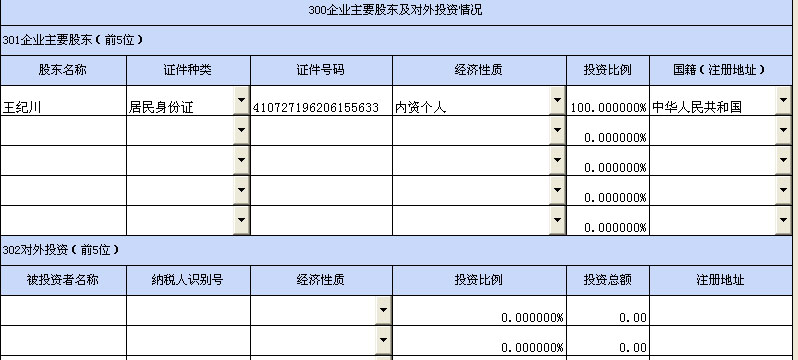 300企业主要股东及对外投资情况
301企业主要股东（前5位）
股东名称 证件种类 证件号码 经济性质 投资比例 国籍（注册地址）
王纪川 居民身份证 410727196206155633 内资个人 100.000000% 中华人民共和国
0.000000%
0.000000%
0.000000%
0.000000%
302对外投资（前5位）
被投资者名称 纳税人识别号 经济性质 投资比例 投资总额 注册地址
0.000000% 0.00
0.000000% 0.00